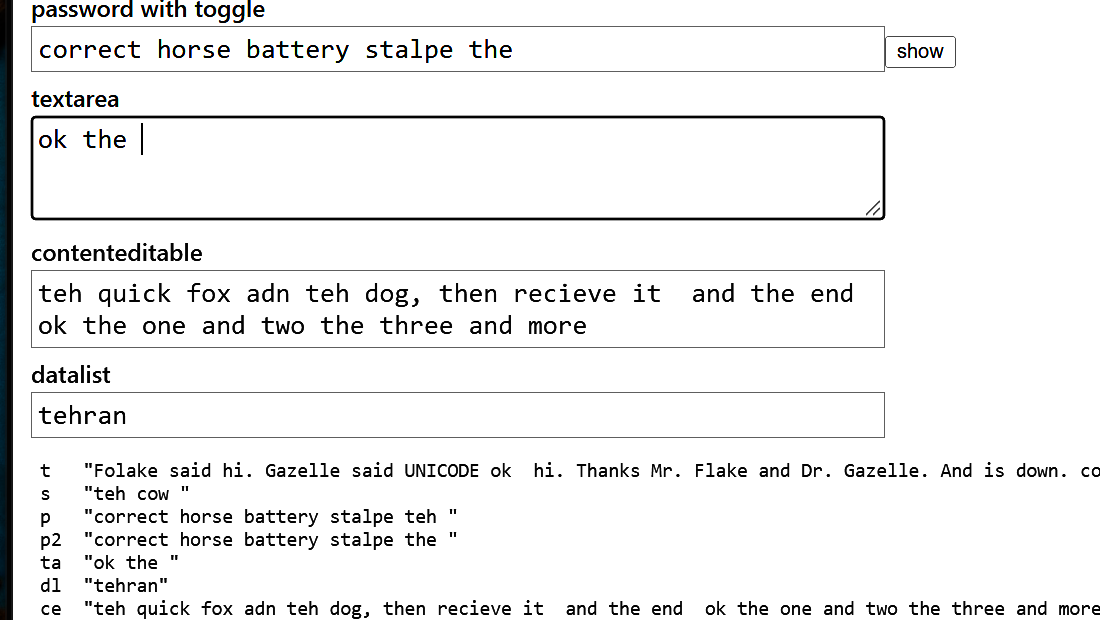 password with toggle
correct horse battery stalpe the
show
textarea
ok the
contenteditable
teh quick fox adn teh dog, then recieve it  and the end
ok the one and two the three and more
datalist
tehran
t "Folake said hi. Gazelle said UNICODE ok  hi. Thanks Mr. Flake and Dr. Gazelle. And is down. co
s "teh cow "
p "correct horse battery stalpe teh "
p2 "correct horse battery stalpe the "
ta "ok the "
dl "tehran"
ce "teh quick fox adn teh dog, then recieve it  and the end  ok the one and two the three and more